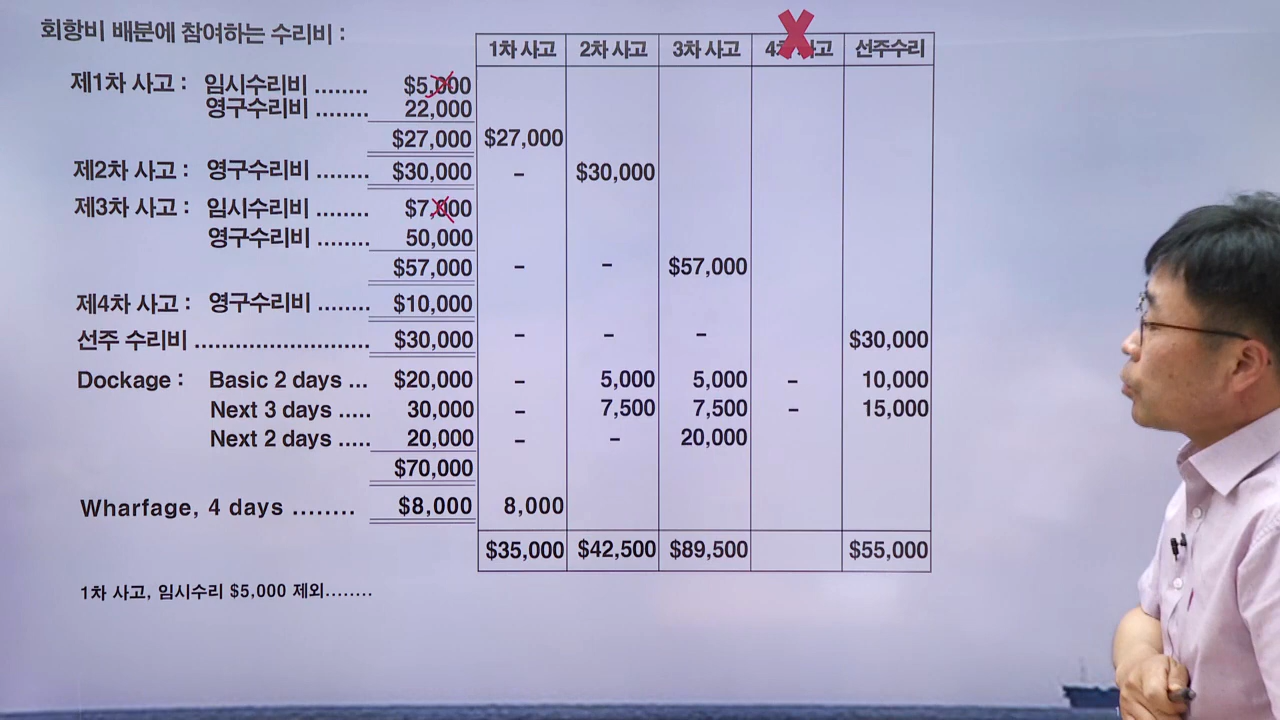 회항비 배분에 참여하는 수리비 :
1차 사고 2차 사고 3차 사고 4차 사고 선주수리
제1차 사고 : 임시수리비 ........ $5,000
영구수리비 ........ 22,000
$27,000 $27,000
제2차 사고 : 영구수리비 ........ $30,000 – $30,000
제3차 사고 : 임시수리비 ........ $7,000
영구수리비 ........ 50,000
$57,000 – – $57,000
제4차 사고 : 영구수리비 ........ $10,000
선주 수리비 .......................... $30,000 – – – $30,000
Dockage : Basic 2 days ... $20,000 – 5,000 5,000 – 10,000
Next 3 days ..... 30,000 – 7,500 7,500 – 15,000
Next 2 days ..... 20,000 – – 20,000
$70,000
Wharfage, 4 days ........ $8,000 8,000
$35,000 $42,500 $89,500 $55,000
1차 사고, 임시수리 $5,000 제외........